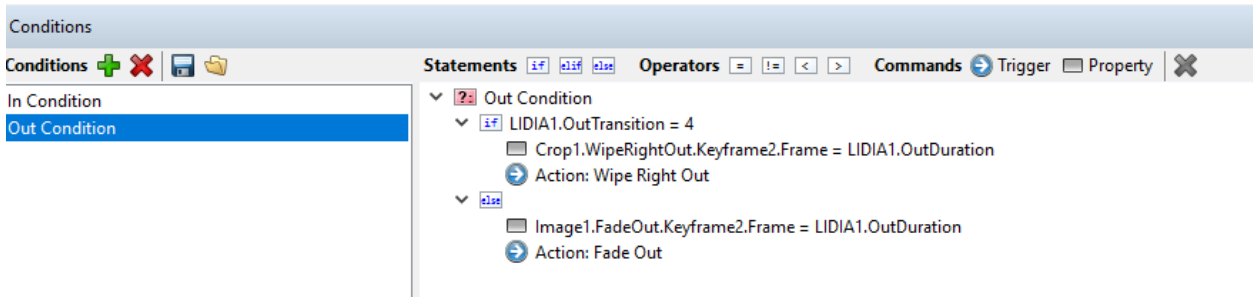 Conditions
Conditions
Statements if elif else Operators = != < > Commands Trigger Property
In Condition
Out Condition
?: Out Condition
if LIDIA1.OutTransition = 4
Crop1.WipeRightOut.Keyframe2.Frame = LIDIA1.OutDuration
Action: Wipe Right Out
else
Image1.FadeOut.Keyframe2.Frame = LIDIA1.OutDuration
Action: Fade Out